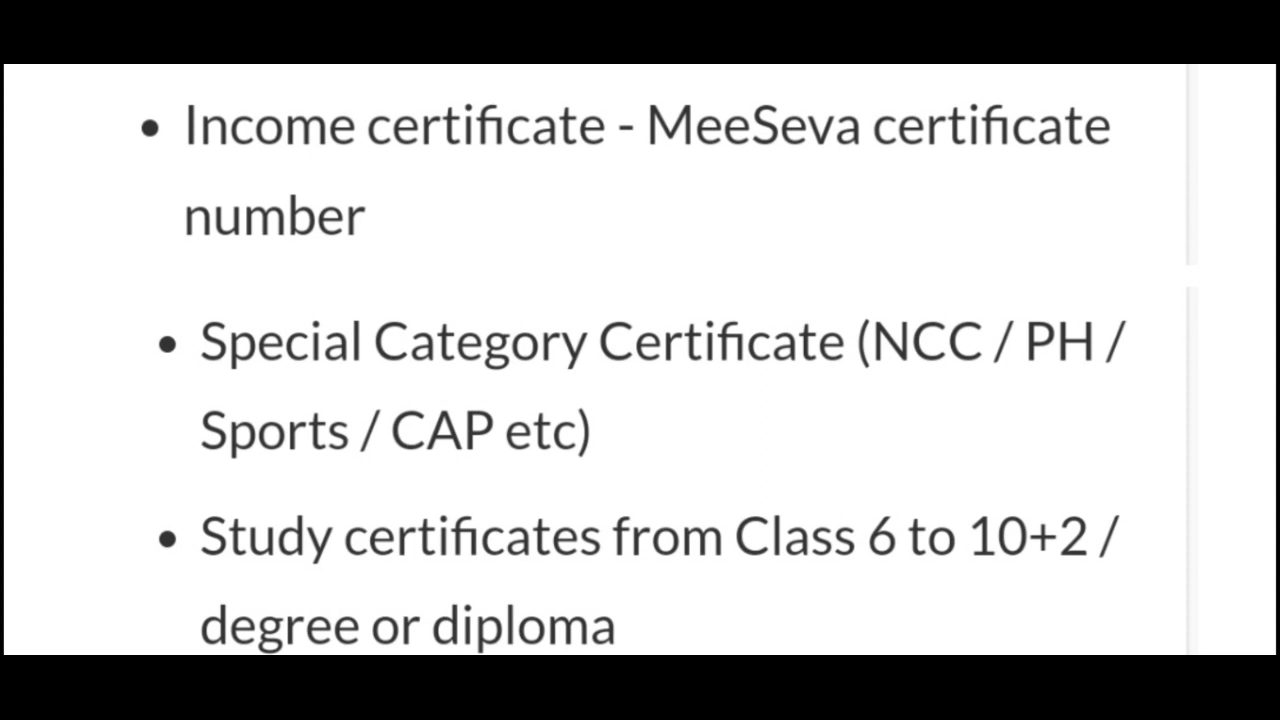 • Income certificate - MeeSeva certificate
number
• Special Category Certificate (NCC / PH /
Sports / CAP etc)
• Study certificates from Class 6 to 10+2 /
degree or diploma